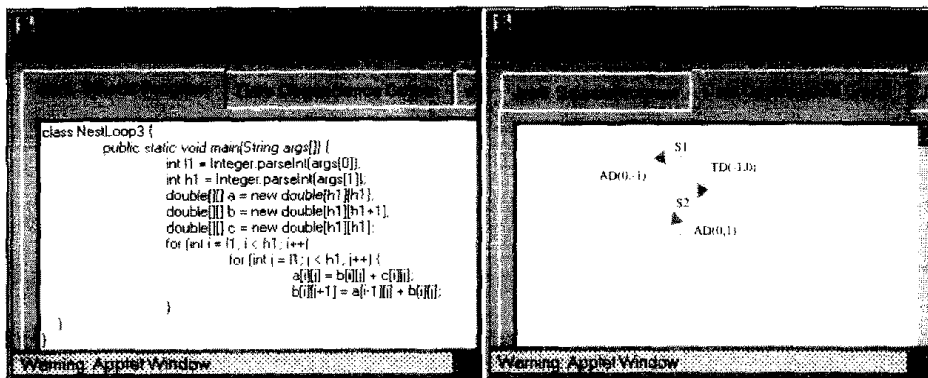 class NestLoop3 {
public static void main(String args[]) {
int l1 = Integer.parseInt(args[0]);
int h1 = Integer.parseInt(args[1]);
double[][] a = new double[h1][h1];
double[][] b = new double[h1][h1+1];
double[][] c = new double[h1][h1];
for (int i = l1; i < h1; i++)
for (int j = l1; j < h1; j++) {
a[i][j] = b[i][j] + c[i][j];
b[i][j+1] = a[i-1][j] + b[i][j];
}
}
}
Warning: Applet Window
S1
TD(-1,0)
AD(0,-1)
S2
AD(0,1)
Warning: Applet Window